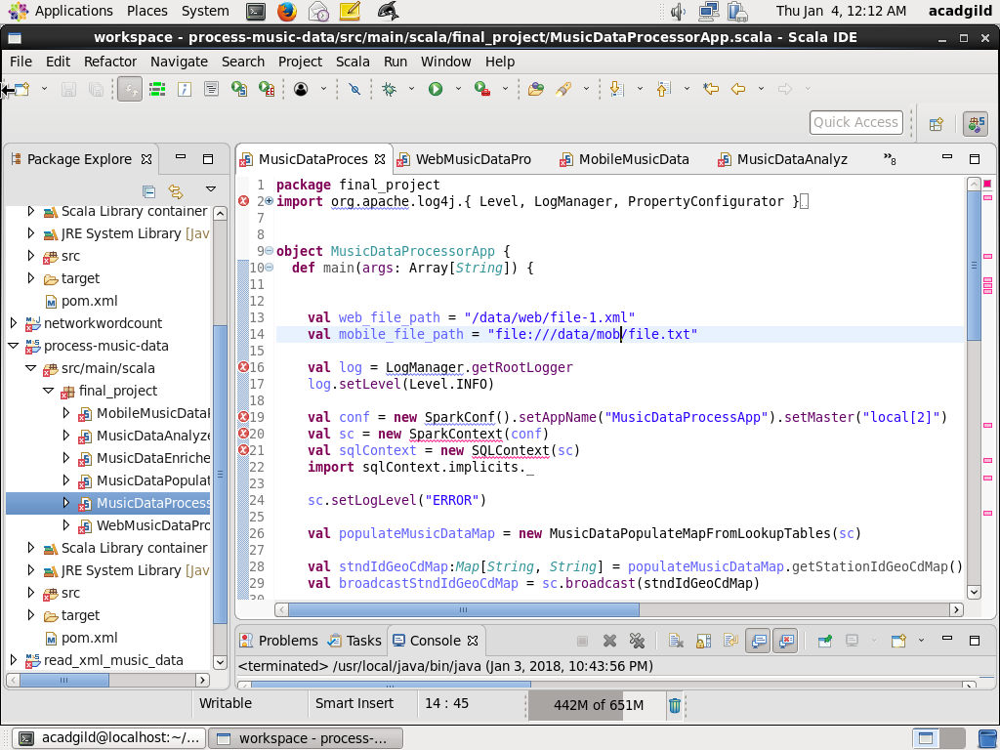 Applications Places System Thu Jan 4, 12:12 AM acadgild
workspace - process-music-data/src/main/scala/final_project/MusicDataProcessorApp.scala - Scala IDE
File Edit Refactor Navigate Search Project Scala Run Window Help
Quick Access
Package Explore
MusicDataProces WebMusicDataPro MobileMusicData MusicDataAnalyz »8
Scala Library container
JRE System Library [Jav
src
target
pom.xml
networkwordcount
process-music-data
src/main/scala
final_project
MobileMusicDataF
MusicDataAnalyze
MusicDataEnriche
MusicDataPopulat
MusicDataProcess
WebMusicDataPro
Scala Library container
JRE System Library [Jav
src
target
pom.xml
read_xml_music_data
1 package final_project
2 import org.apache.log4j.{ Level, LogManager, PropertyConfigurator }
7
8
9 object MusicDataProcessorApp {
10 def main(args: Array[String]) {
11
12
13 val web_file_path = "/data/web/file-1.xml"
14 val mobile_file_path = "file:///data/mob/file.txt"
15
16 val log = LogManager.getRootLogger
17 log.setLevel(Level.INFO)
18
19 val conf = new SparkConf().setAppName("MusicDataProcessApp").setMaster("local[2]")
20 val sc = new SparkContext(conf)
21 val sqlContext = new SQLContext(sc)
22 import sqlContext.implicits._
23
24 sc.setLogLevel("ERROR")
25
26 val populateMusicDataMap = new MusicDataPopulateMapFromLookupTables(sc)
27
28 val stndIdGeoCdMap:Map[String, String] = populateMusicDataMap.getStationIdGeoCdMap()
29 val broadcastStndIdGeoCdMap = sc.broadcast(stndIdGeoCdMap)
30
Problems Tasks Console
<terminated> /usr/local/java/bin/java (Jan 3, 2018, 10:43:56 PM)
Writable Smart Insert 14 : 45 442M of 651M
acadgild@localhost:~/... workspace - process-...